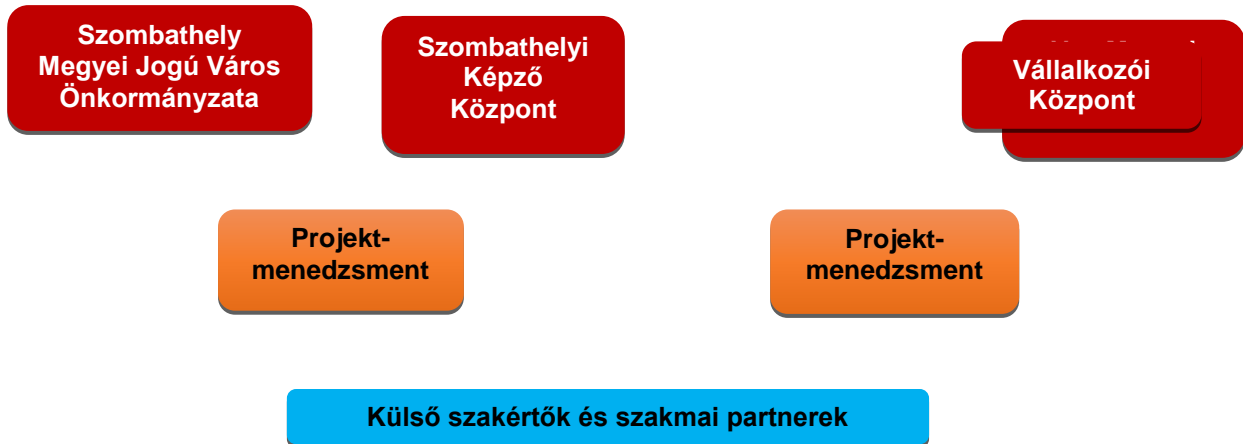 Szombathely
Megyei Jogú Város
Önkormányzata
Szombathelyi
Képző
Központ
Vállalkozói
Központ
Projekt-
menedzsment
Projekt-
menedzsment
Külső szakértők és szakmai partnerek